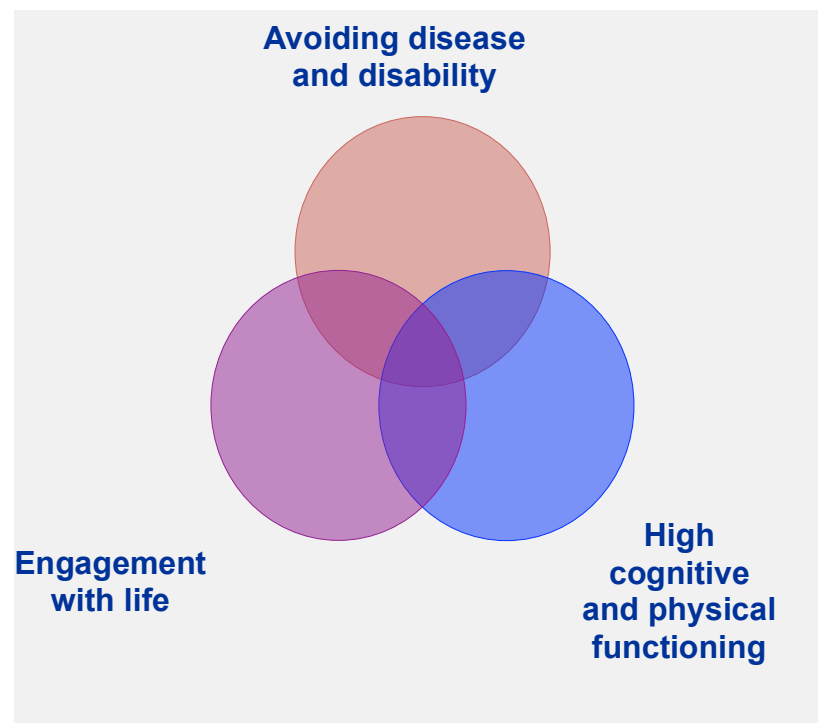 Avoiding disease
and disability
Engagement
with life
High
cognitive
and physical
functioning